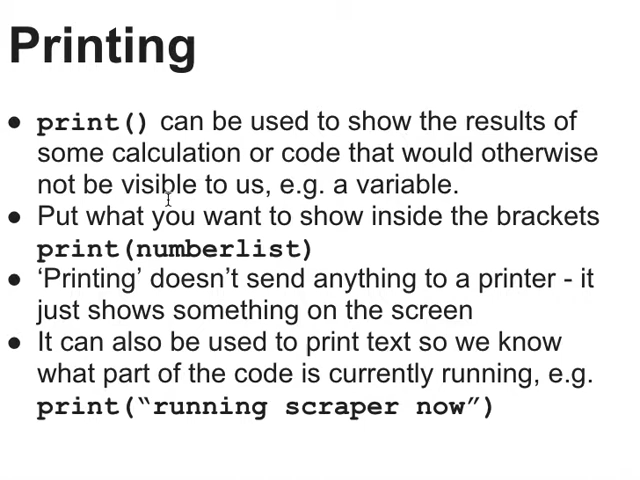 Printing
● print() can be used to show the results of
some calculation or code that would otherwise
not be visible to us, e.g. a variable.
● Put what you want to show inside the brackets
print(numberlist)
● ‘Printing’ doesn’t send anything to a printer - it
just shows something on the screen
● It can also be used to print text so we know
what part of the code is currently running, e.g.
print(“running scraper now”)